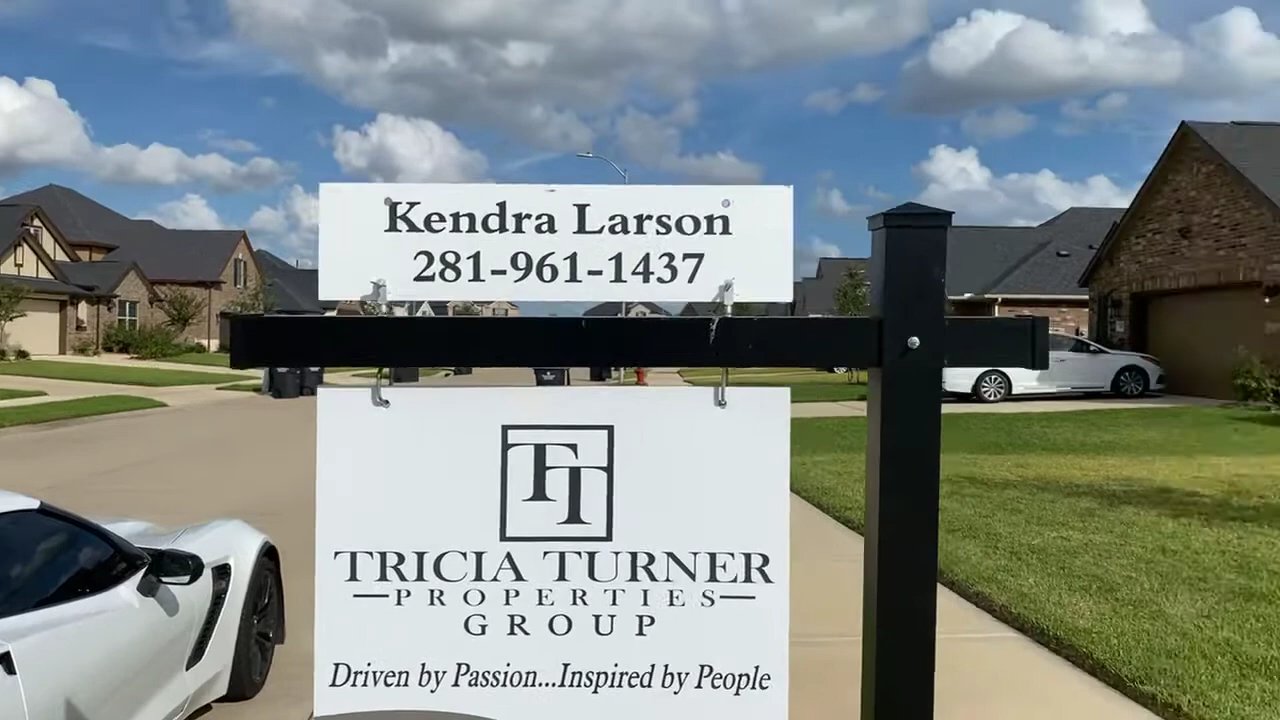 Kendra Larson
281-961-1437
TT
TRICIA TURNER
PROPERTIES
GROUP
Driven by Passion...Inspired by People